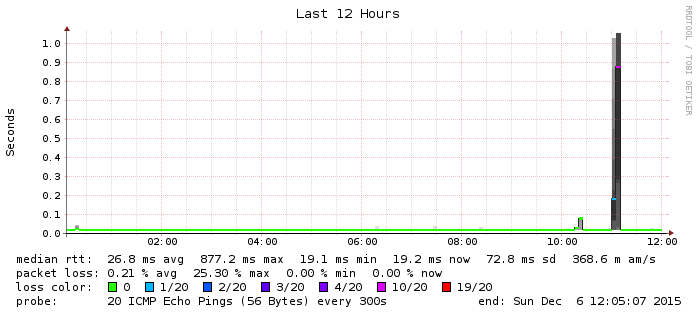 Last 12 Hours
RRDTOOL / TOBI OETIKER
Seconds
1.0
0.9
0.8
0.7
0.6
0.5
0.4
0.3
0.2
0.1
0.0
02:00 04:00 06:00 08:00 10:00 12:00
median rtt: 26.8 ms avg 877.2 ms max 19.1 ms min 19.2 ms now 72.8 ms sd 368.6 m am/s
packet loss: 0.21 % avg 25.30 % max 0.00 % min 0.00 % now
loss color: 0 1/20 2/20 3/20 4/20 10/20 19/20
probe: 20 ICMP Echo Pings (56 Bytes) every 300s end: Sun Dec 6 12:05:07 2015